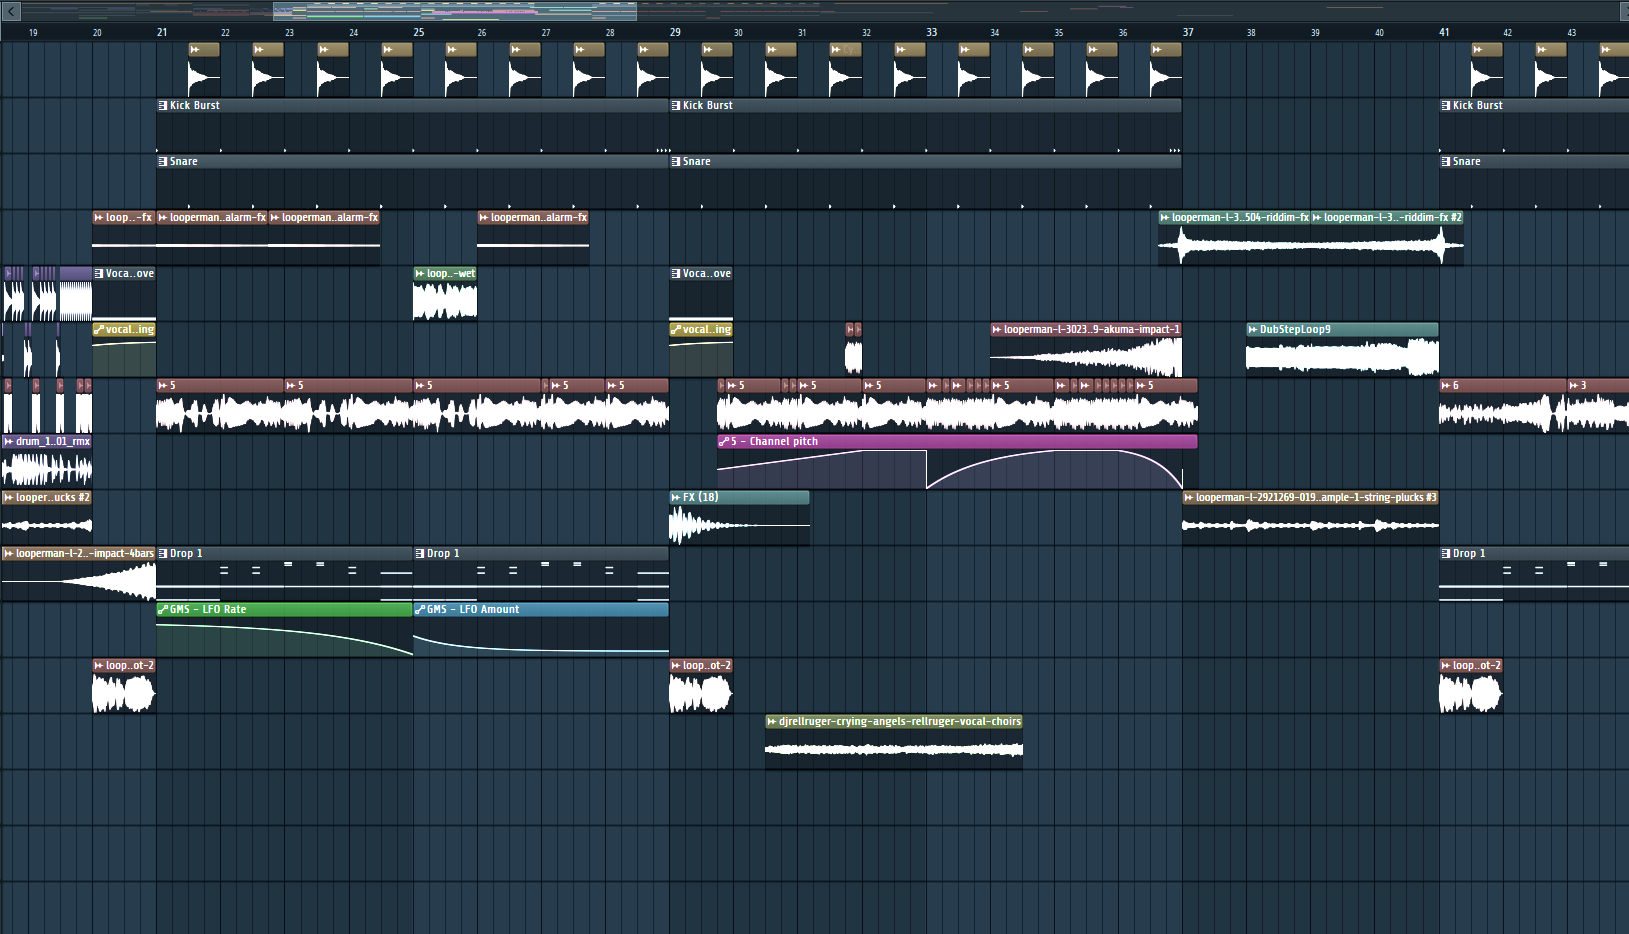 19 20 21 22 23 24 25 26 27 28 29 30 31 32 33 34 35 36 37 38 39 40 41 42 43
Kick Burst Kick Burst Kick Burst
Snare Snare Snare
loop..-fx looperman..alarm-fx looperman..alarm-fx looperman..alarm-fx looperman-l-3..504-riddim-fx looperman-l-3..-riddim-fx #2
Voca..ove loop..-wet Voca..ove
vocal..ing vocal..ing looperman-l-3023..9-akuma-impact-1 DubStepLoop9
5 5 5 5 5 5 5 5 5 5 6 3
drum_1..01_rmx 5 - Channel pitch
looper..ucks #2 FX (18) looperman-l-2921269-019..ample-1-string-plucks #3
looperman-l-2..-impact-4bars Drop 1 Drop 1 Drop 1
GMS - LFO Rate GMS - LFO Amount
loop..ot-2 loop..ot-2 loop..ot-2
djrellruger-crying-angels-rellruger-vocal-choirs